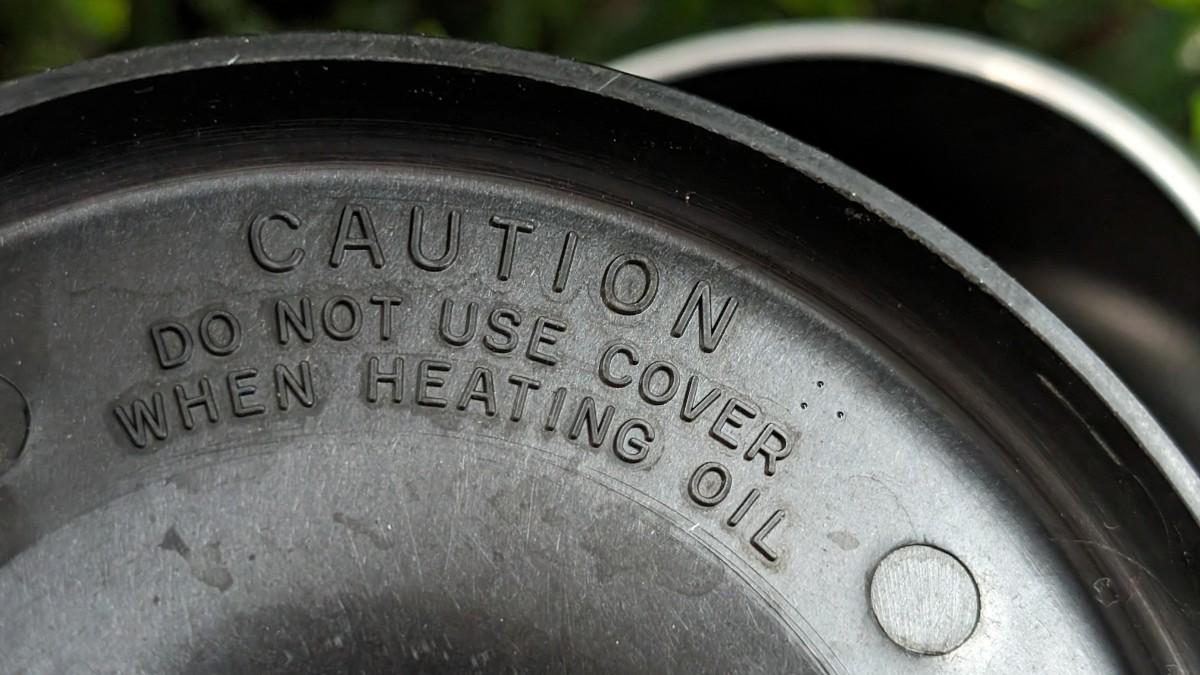 CAUTION
DO NOT USE COVER
WHEN HEATING OIL